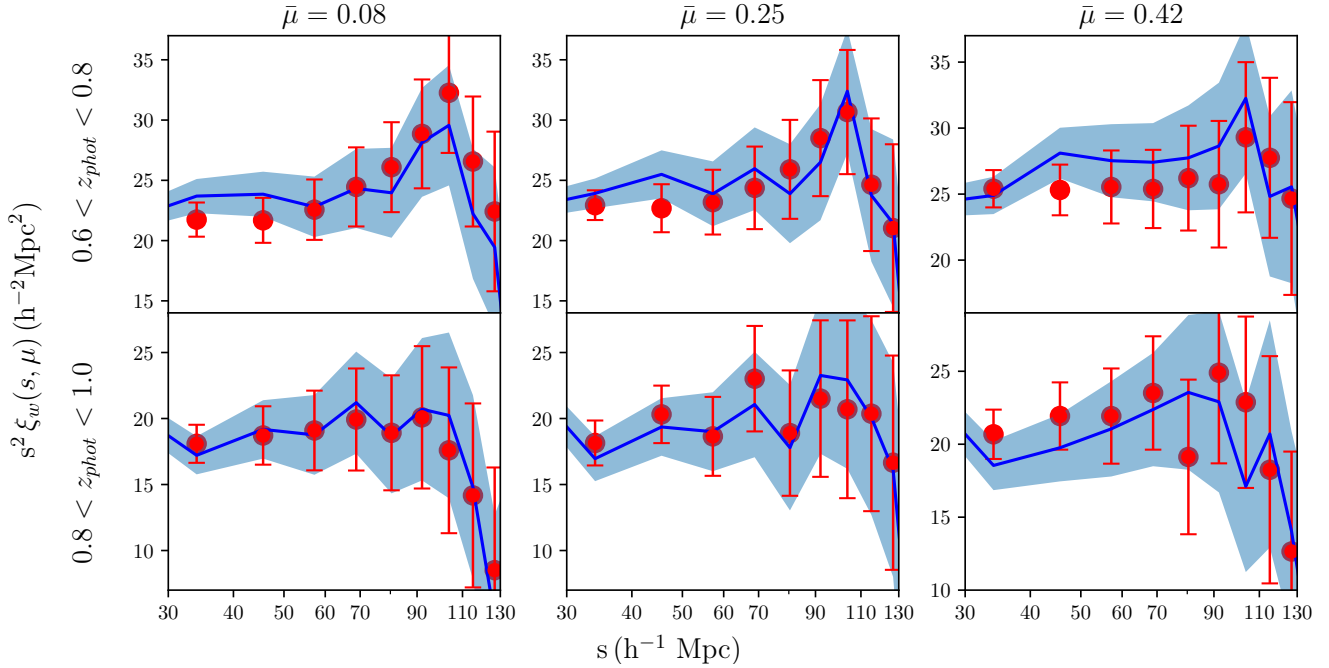 μ̄ = 0.08 μ̄ = 0.25 μ̄ = 0.42
0.6 < z_phot < 0.8
35 30 25 20 15
35 30 25 20 15
35 30 25
s² ξ_w(s, μ) (h⁻²Mpc²)
0.8 < z_phot < 1.0
25 20 15 10
25 20 15 10
25 20 15 10
30 40 50 60 70 90 110 130
30 40 50 60 70 90 110 130
30 40 50 60 70 90 110 130
s (h⁻¹ Mpc)